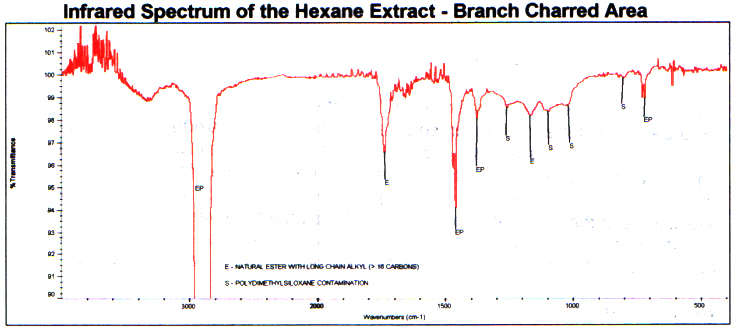 Infrared Spectrum of the Hexane Extract - Branch Charred Area
102
101
100
99
98
97
96
95
94
93
92
91
90
%Transmittance
EP
E
EP
EP
S
E
S
S
S
EP
E - NATURAL ESTER WITH LONG CHAIN ALKYL (> 16 CARBONS)
S - POLYDIMETHYLSILOXANE CONTAMINATION
3000 2000 1500 1000 500
Wavenumbers (cm-1)